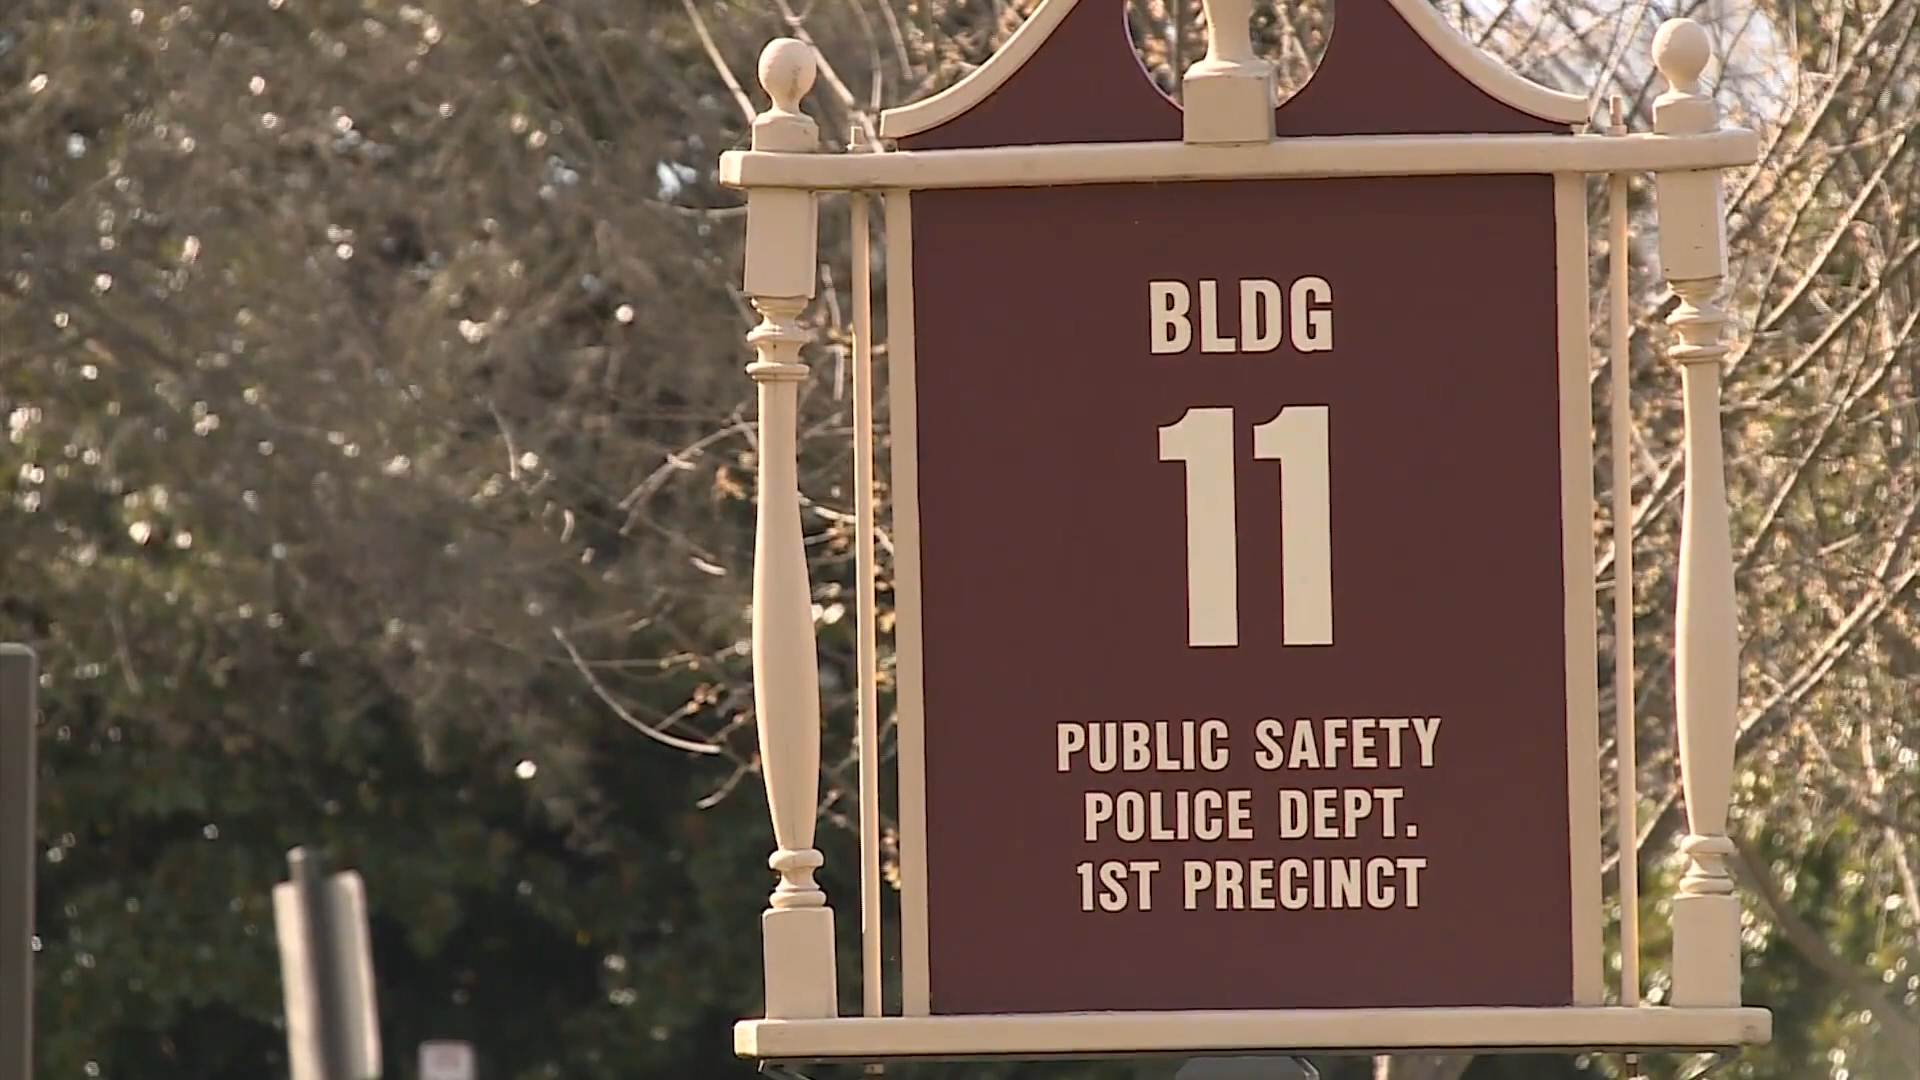 BLDG
11
PUBLIC SAFETY
POLICE DEPT.
1ST PRECINCT